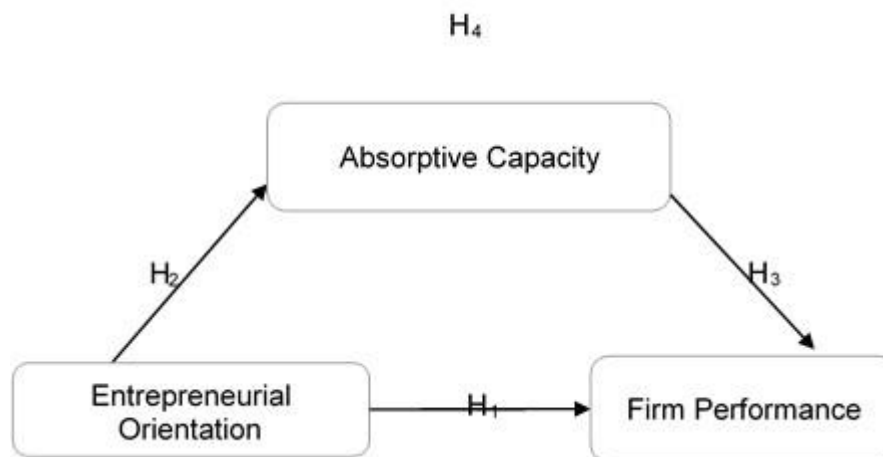 H₄
Absorptive Capacity
H₂
H₃
Entrepreneurial
Orientation
H₁
Firm Performance